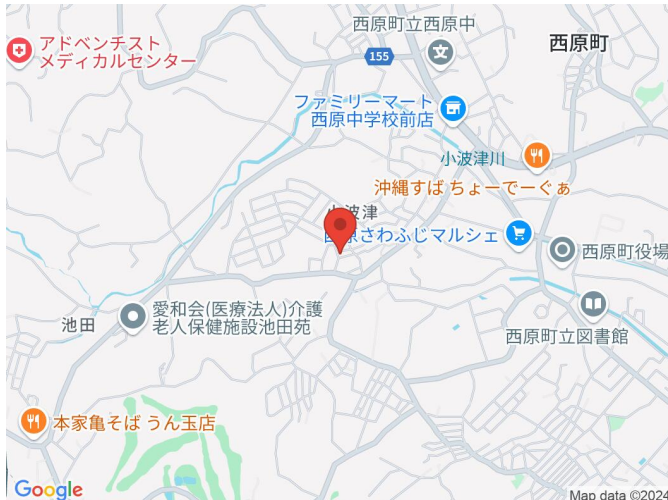 西原町立西原中
西原町
アドベンチスト
メディカルセンター
155
ファミリーマート
西原中学校前店
小波津川
沖縄すば ちょーでーぐぁ
小波津
西原さわふじマルシェ
西原町役場
愛和会(医療法人)介護
老人保健施設池田苑
池田
西原町立図書館
本家亀そば うん玉店
Google
Map data ©2024